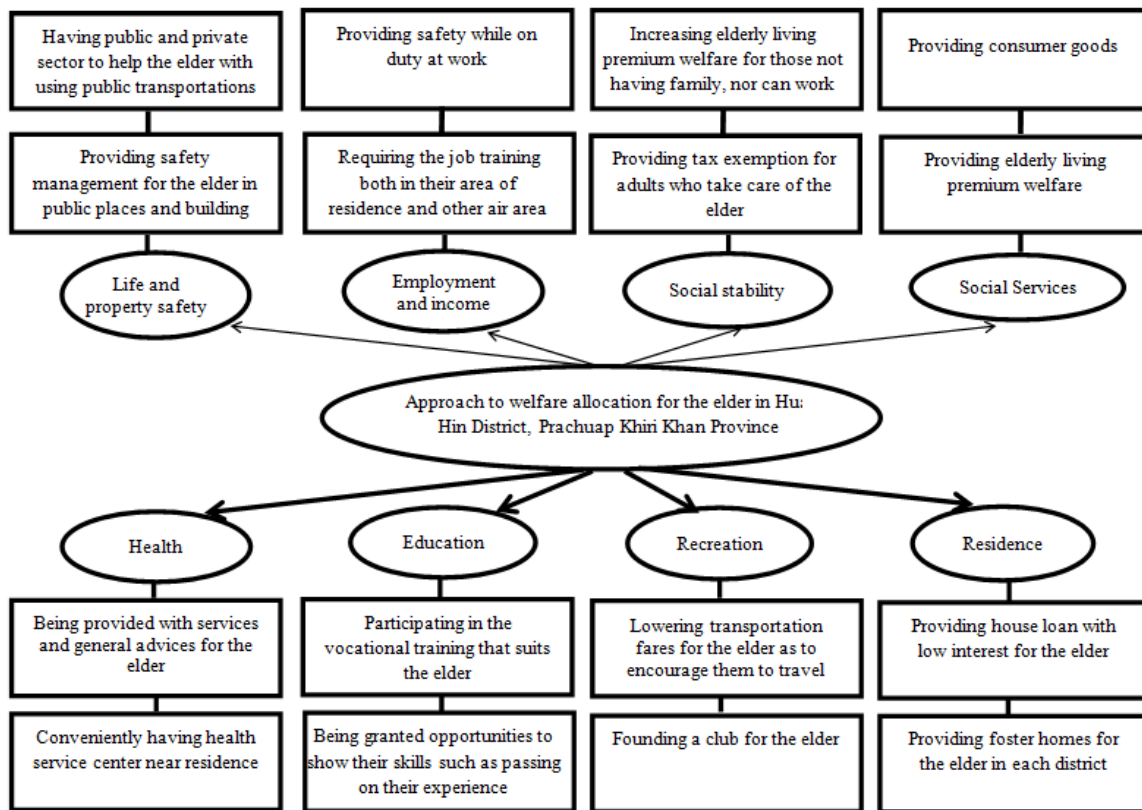 Having public and private
sector to help the elder with
using public transportations
Providing safety while on
duty at work
Increasing elderly living
premium welfare for those not
having family, nor can work
Providing consumer goods
Providing safety
management for the elder in
public places and building
Requiring the job training
both in their area of
residence and other air area
Providing tax exemption for
adults who take care of the
elder
Providing elderly living
premium welfare
Life and
property safety
Employment
and income
Social stability
Social Services
Approach to welfare allocation for the elder in Hua
Hin District, Prachuap Khiri Khan Province
Health
Education
Recreation
Residence
Being provided with services
and general advices for the
elder
Participating in the
vocational training that suits
the elder
Lowering transportation
fares for the elder as to
encourage them to travel
Providing house loan with
low interest for the elder
Conveniently having health
service center near residence
Being granted opportunities to
show their skills such as passing
on their experience
Founding a club for the elder
Providing foster homes for
the elder in each district